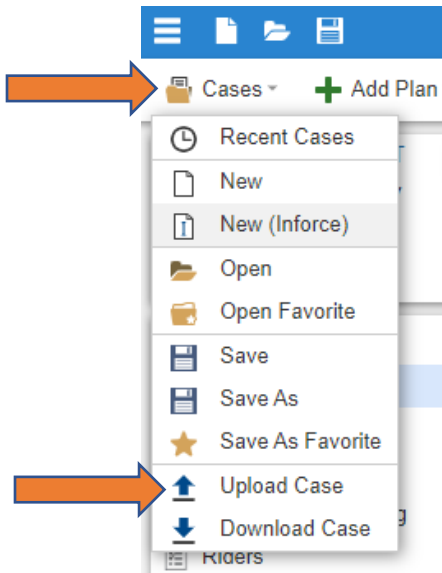 Cases
Add Plan
Recent Cases
New
New (Inforce)
Open
Open Favorite
Save
Save As
Save As Favorite
Upload Case
Download Case
Riders